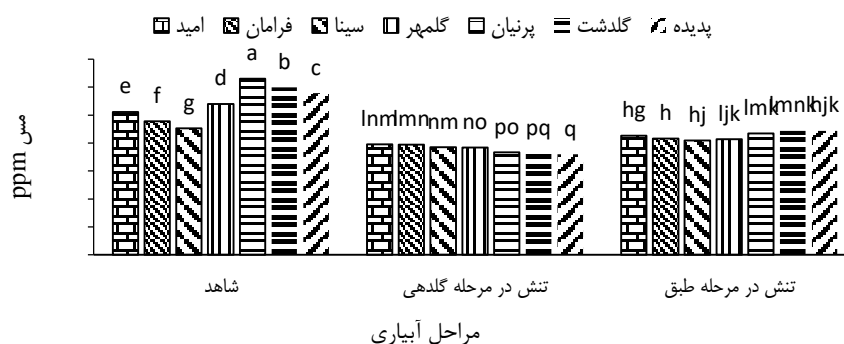 امید فرامان سینا گلمهر پرنیان گلدشت پدیده
e f g d a b c lnm lmn nm no po pq q hg h hj ljk lmk lmnk hjk
مس ppm
شاهد تنش در مرحله گلدهی تنش در مرحله طبق
مراحل آبیاری